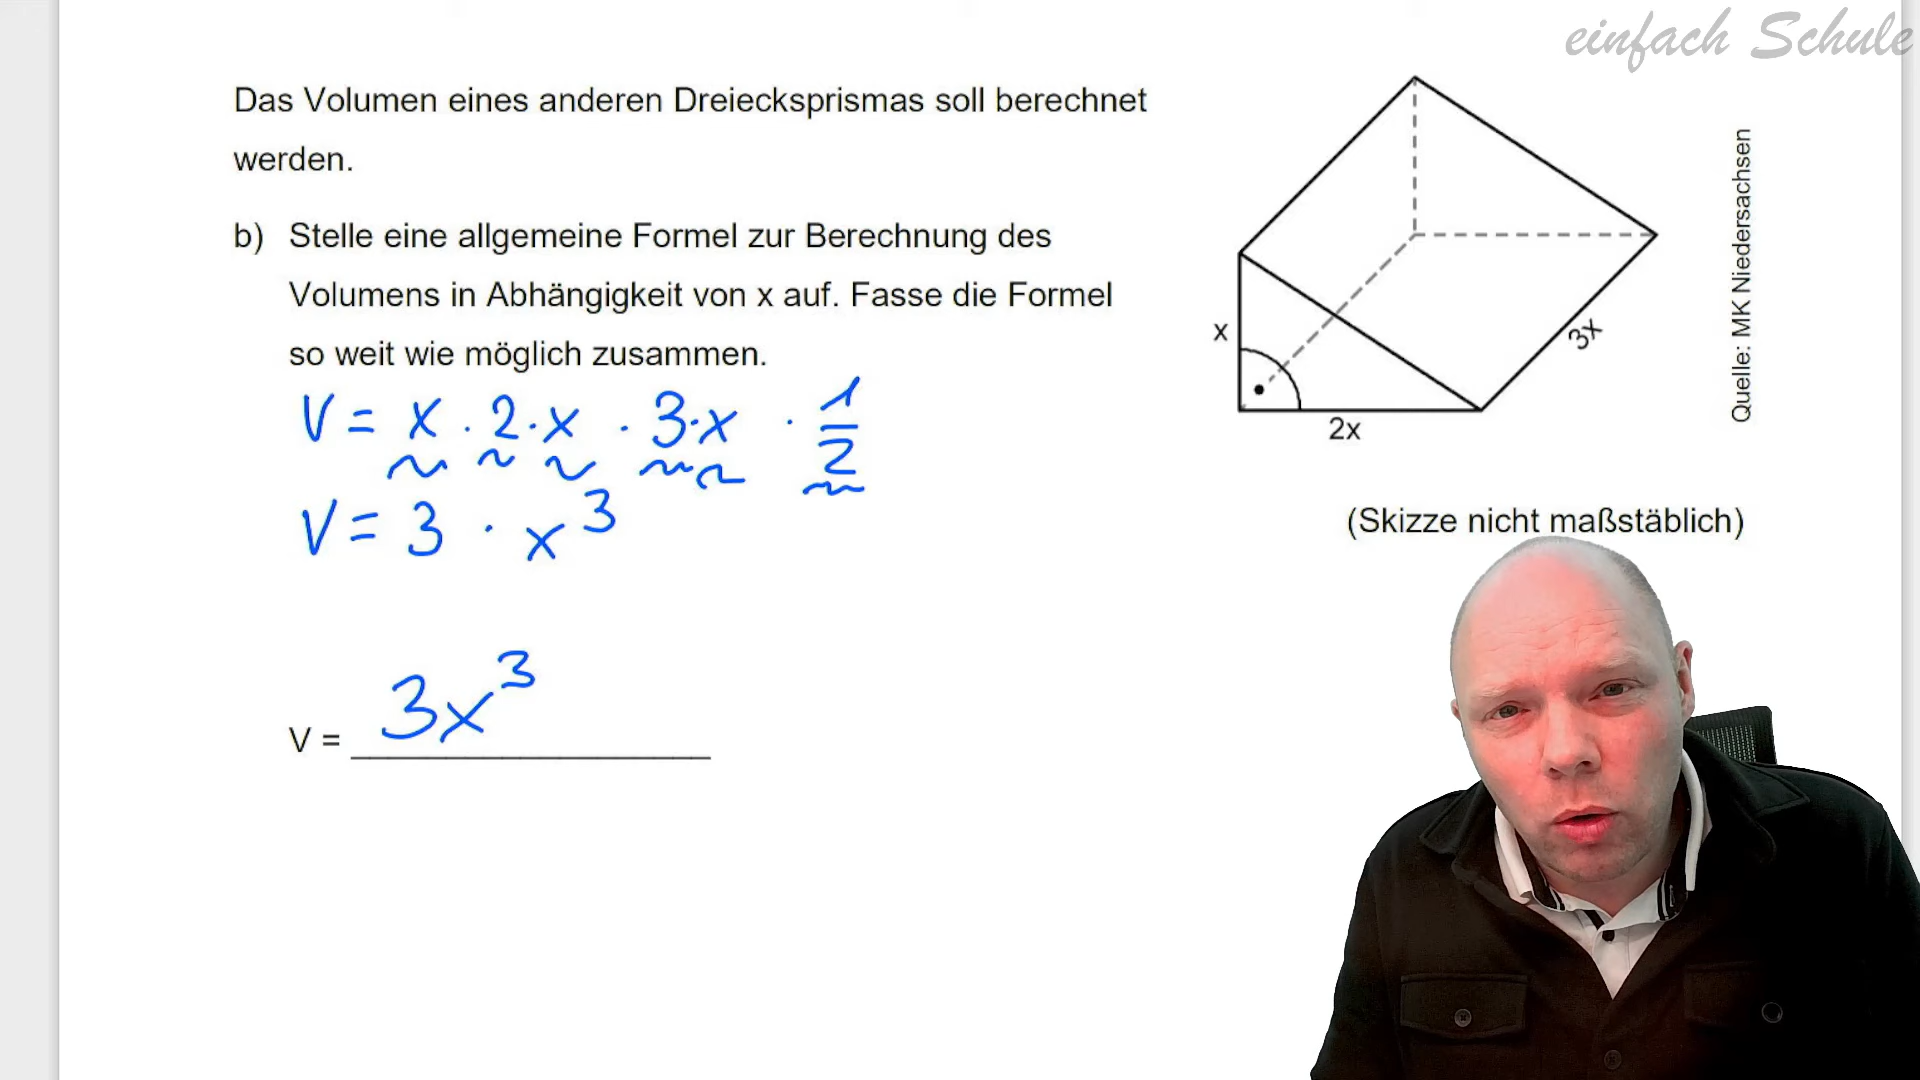 einfach Schule
Das Volumen eines anderen Dreiecksprismas soll berechnet
werden.
b) Stelle eine allgemeine Formel zur Berechnung des
Volumens in Abhängigkeit von x auf. Fasse die Formel
so weit wie möglich zusammen.
V = x · 2 · x · 3 · x · 1/2
V = 3 · x³
V = 3x³
x
2x
3x
Quelle: MK Niedersachsen
(Skizze nicht maßstäblich)